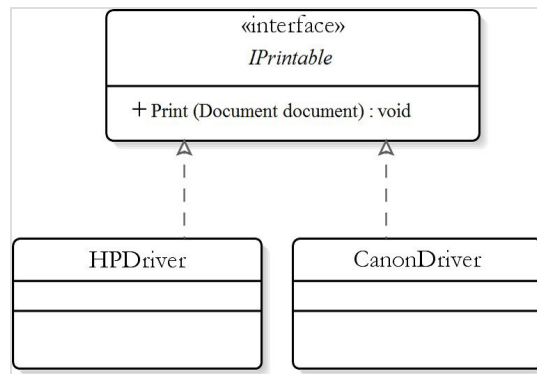 «interface»
IPrintable
+ Print (Document document) : void
HPDriver
CanonDriver